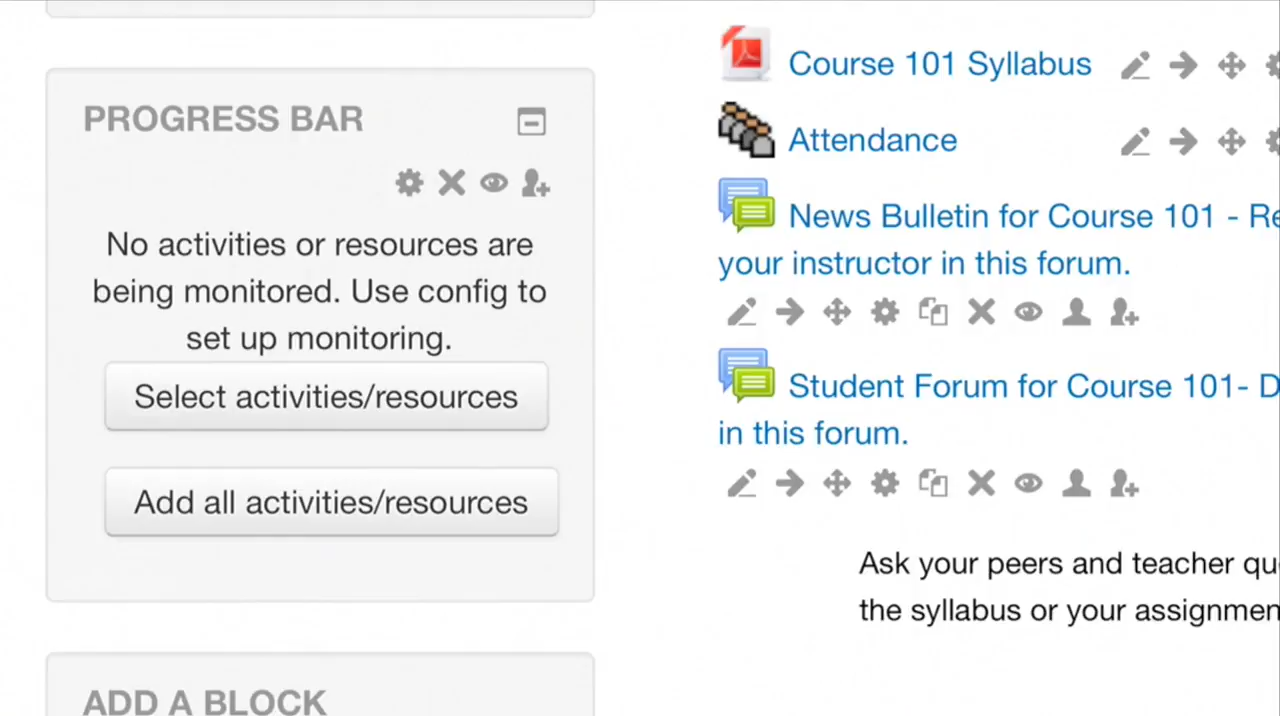 PROGRESS BAR
No activities or resources are
being monitored. Use config to
set up monitoring.
Select activities/resources
Add all activities/resources
ADD A BLOCK
Course 101 Syllabus
Attendance
News Bulletin for Course 101 - Re
your instructor in this forum.
Student Forum for Course 101- D
in this forum.
Ask your peers and teacher qu
the syllabus or your assignmen